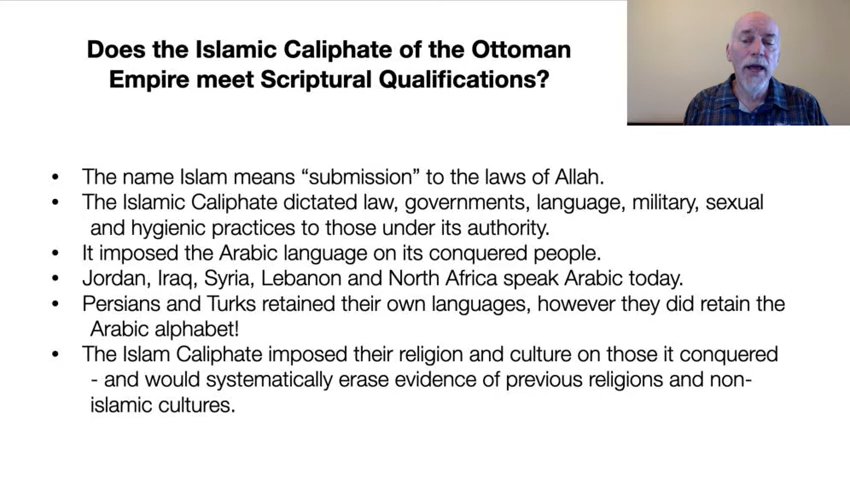 Does the Islamic Caliphate of the Ottoman
Empire meet Scriptural Qualifications?
• The name Islam means “submission” to the laws of Allah.
• The Islamic Caliphate dictated law, governments, language, military, sexual
and hygienic practices to those under its authority.
• It imposed the Arabic language on its conquered people.
• Jordan, Iraq, Syria, Lebanon and North Africa speak Arabic today.
• Persians and Turks retained their own languages, however they did retain the
Arabic alphabet!
• The Islam Caliphate imposed their religion and culture on those it conquered
- and would systematically erase evidence of previous religions and non-
islamic cultures.